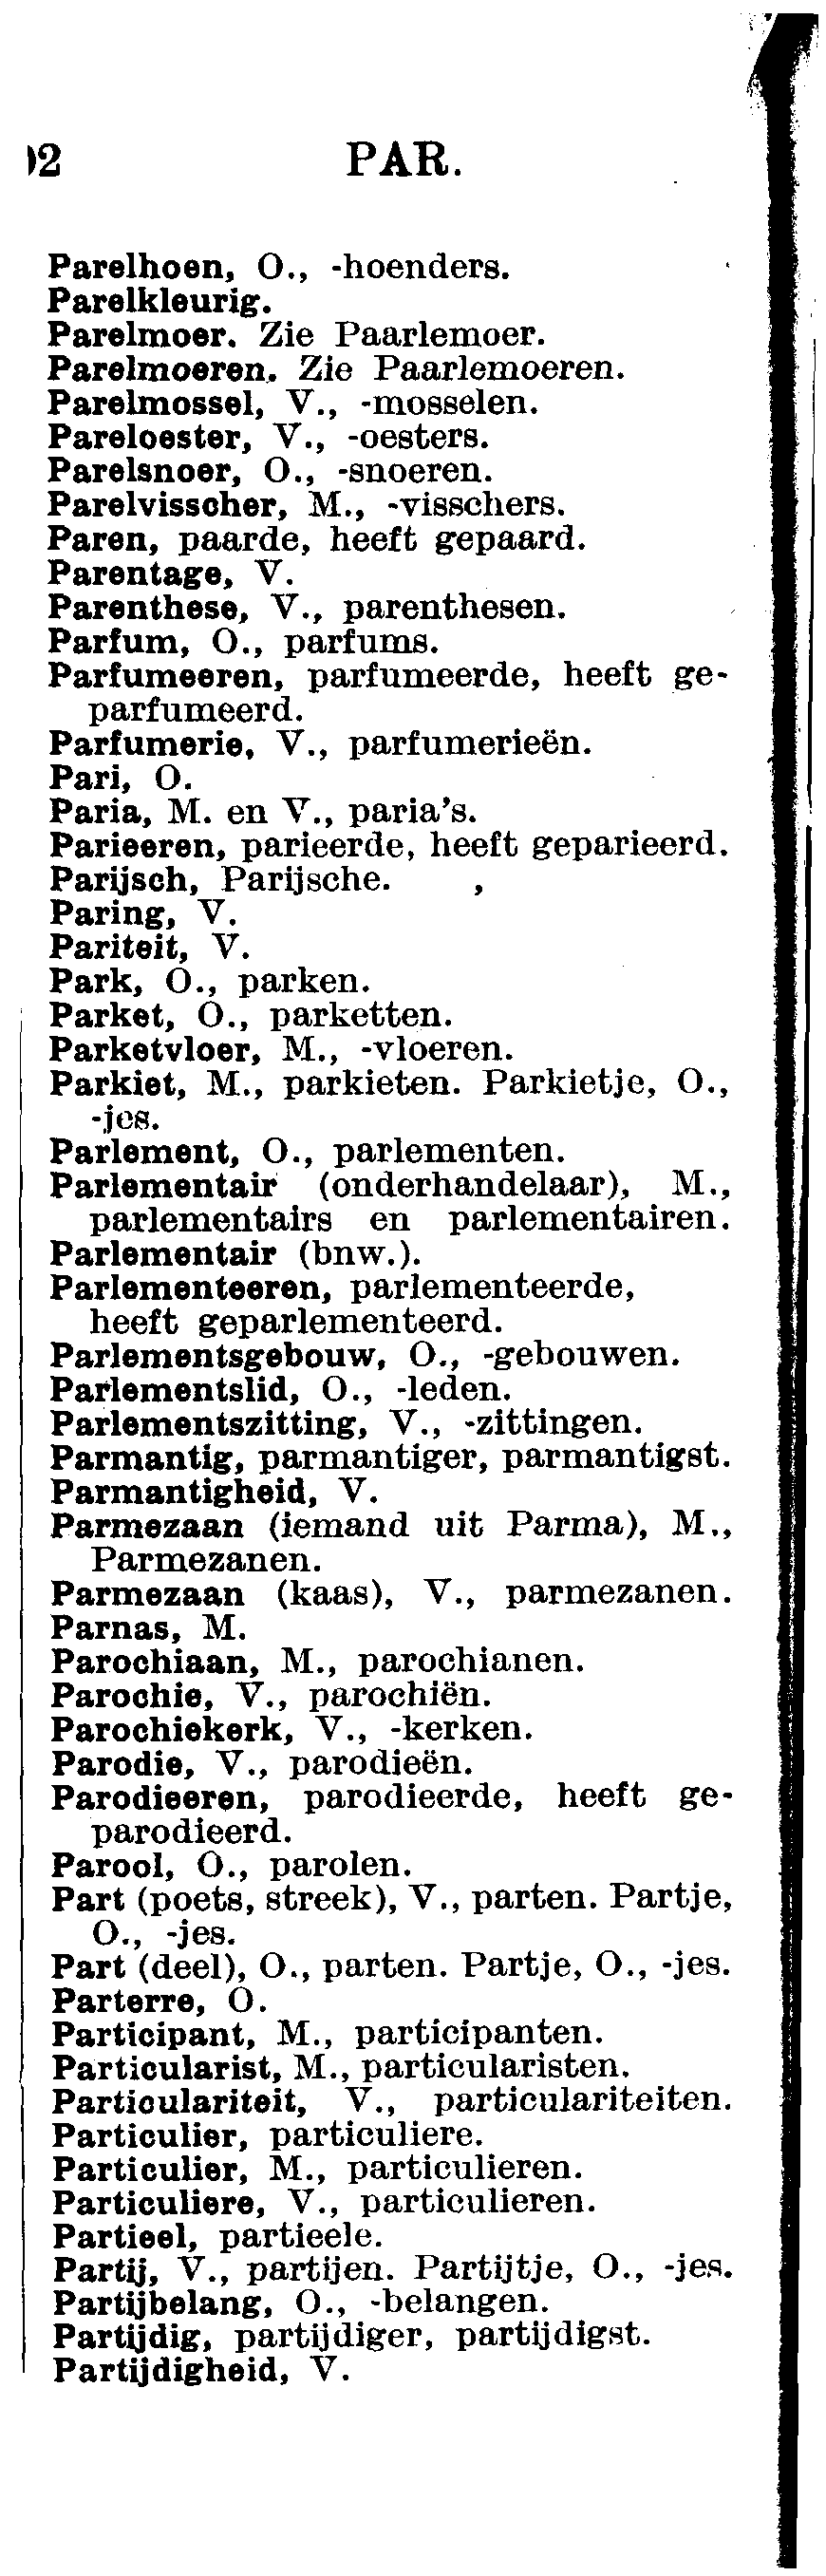 2 PAR.
Parelhoen, O., -hoenders.
Parelkleurig.
Parelmoer. Zie Paarlemoer.
Parelmoeren. Zie Paarlemoeren.
Parelmossel, V., -mosselen.
Pareloester, V., -oesters.
Parelsnoer, O., -snoeren.
Parelvisscher, M., -visschers.
Paren, paarde, heeft gepaard.
Parentage, V.
Parenthese, V., parenthesen.
Parfum, O., parfums.
Parfumeeren, parfumeerde, heeft ge-
parfumeerd.
Parfumerie, V., parfumerieën.
Pari, O.
Paria, M. en V., paria's.
Parieeren, parieerde, heeft geparieerd.
Parijsch, Parijsche.
Paring, V.
Pariteit, V.
Park, O., parken.
Parket, O., parketten.
Parketvloer, M., -vloeren.
Parkiet, M., parkieten. Parkietje, O.,
-jes.
Parlement, O., parlementen.
Parlementair (onderhandelaar), M.,
parlementairs en parlementairen.
Parlementair (bnw.).
Parlementeeren, parlementeerde,
heeft geparlementeerd.
Parlementsgebouw, O., -gebouwen.
Parlementslid, O., -leden.
Parlementszitting, V., -zittingen.
Parmantig, parmantiger, parmantigst.
Parmantigheid, V.
Parmezaan (iemand uit Parma), M.,
Parmezanen.
Parmezaan (kaas), V., parmezanen.
Parnas, M.
Parochiaan, M., parochianen.
Parochie, V., parochiën.
Parochiekerk, V., -kerken.
Parodie, V., parodieën.
Parodieeren, parodieerde, heeft ge-
parodieerd.
Parool, O., parolen.
Part (poets, streek), V., parten. Partje,
O., -jes.
Part (deel), O., parten. Partje, O., -jes.
Parterre, O.
Participant, M., participanten.
Particularist, M., particularisten.
Particulariteit, V., particulariteiten.
Particulier, particuliere.
Particulier, M., particulieren.
Particuliere, V., particulieren.
Partieel, partieele.
Partij, V., partijen. Partijtje, O., -jes.
Partijbelang, O., -belangen.
Partijdig, partijdiger, partijdigst.
Partijdigheid, V.